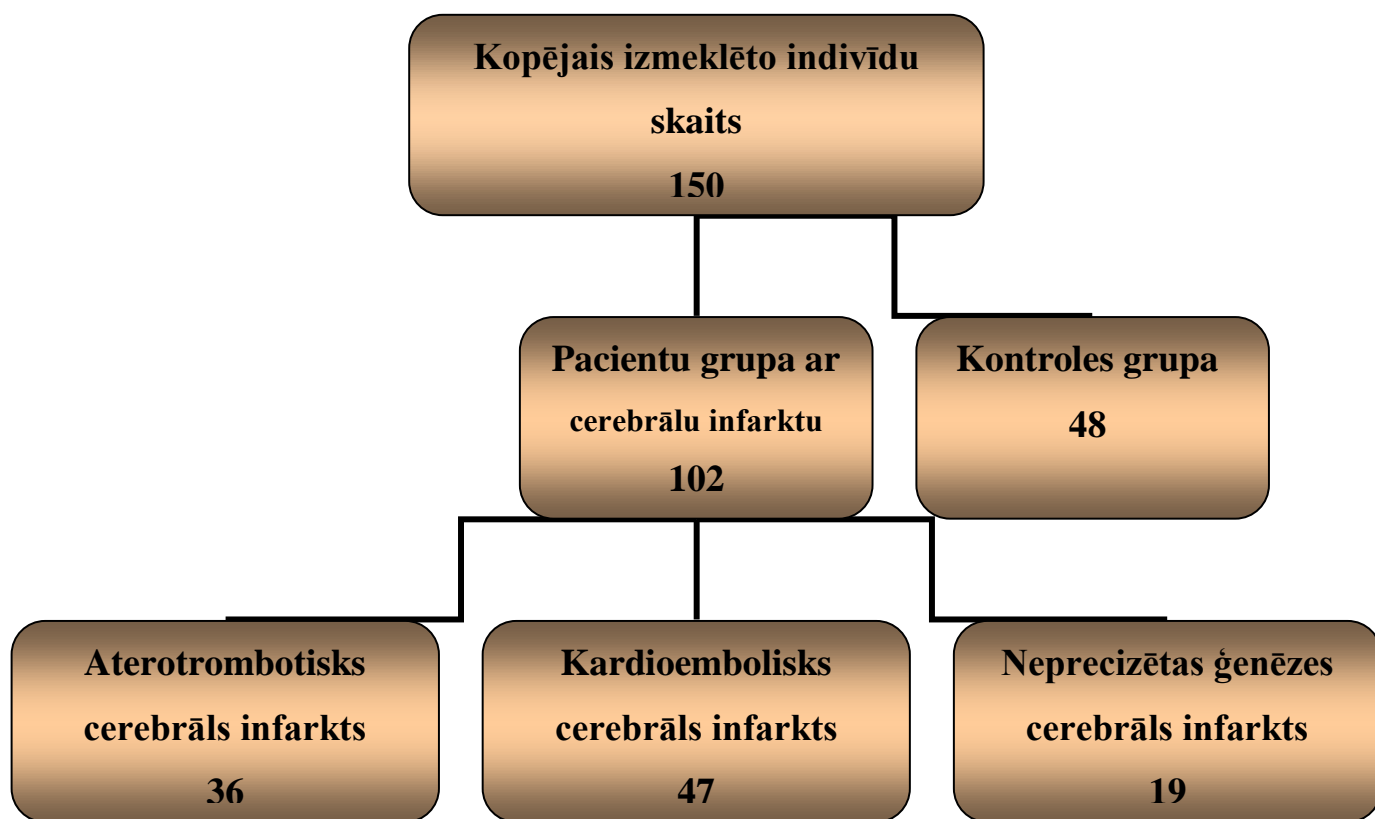 Kopējais izmeklēto indivīdu
skaits
150
Pacientu grupa ar
cerebrālu infarktu
102
Kontroles grupa
48
Aterotrombotisks
cerebrāls infarkts
36
Kardioembolisks
cerebrāls infarkts
47
Neprecizētas ģenēzes
cerebrāls infarkts
19